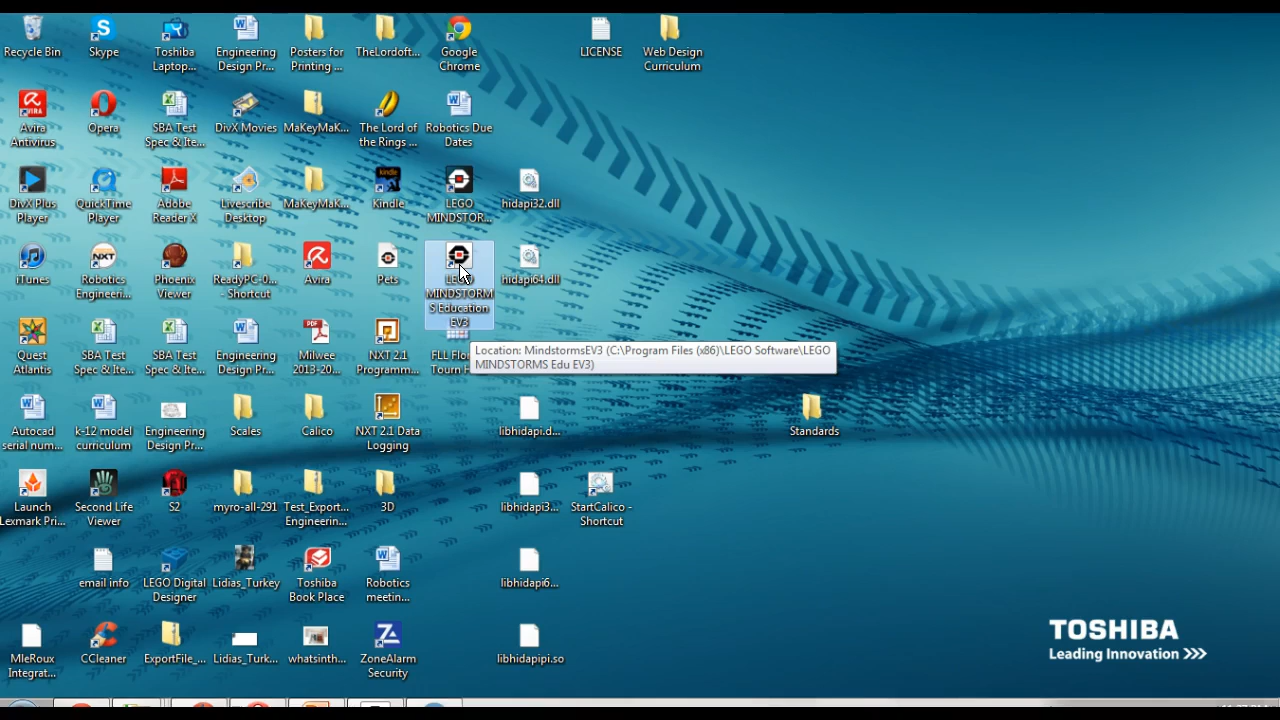 Recycle Bin
Skype
Toshiba
Laptop...
Engineering
Design Pr...
Posters for
Printing ...
TheLordoft...
Google
Chrome
LICENSE
Web Design
Curriculum
Avira
Antivirus
Opera
SBA Test
Spec & Ite...
DivX Movies
MaKeyMaK...
The Lord of
the Rings ...
Robotics Due
Dates
DivX Plus
Player
QuickTime
Player
Adobe
Reader X
Livescribe
Desktop
MaKeyMaK...
kindle
Kindle
LEGO
MINDSTOR...
hidapi32.dll
iTunes
NXT
Robotics
Engineeri...
Phoenix
Viewer
ReadyPC-0...
- Shortcut
Avira
Pets
LEGO
MINDSTORM
S Education
EV3
hidapi64.dll
Location: MindstormsEV3 (C:\Program Files (x86)\LEGO Software\LEGO
MINDSTORMS Edu EV3)
Quest
Atlantis
SBA Test
Spec & Ite...
SBA Test
Spec & Ite...
Engineering
Design Pr...
Milwee
2013-20...
NXT 2.1
Programm...
FLL Flo
Tourn
Autocad
serial num...
k-12 model
curriculum
Engineering
Design Pr...
Scales
Calico
NXT 2.1 Data
Logging
libhidapi.d...
Standards
Launch
Lexmark Pri...
Second Life
Viewer
S2
myro-all-291
Test_Export...
Engineerin...
3D
libhidapi3...
StartCalico -
Shortcut
email info
LEGO Digital
Designer
Lidias_Turkey
Toshiba
Book Place
Robotics
meetin...
libhidapi6...
MleRoux
Integrat...
CCleaner
ExportFile_...
Lidias_Turk...
whatsinth...
ZoneAlarm
Security
libhidapipi.so
TOSHIBA
Leading Innovation >>>